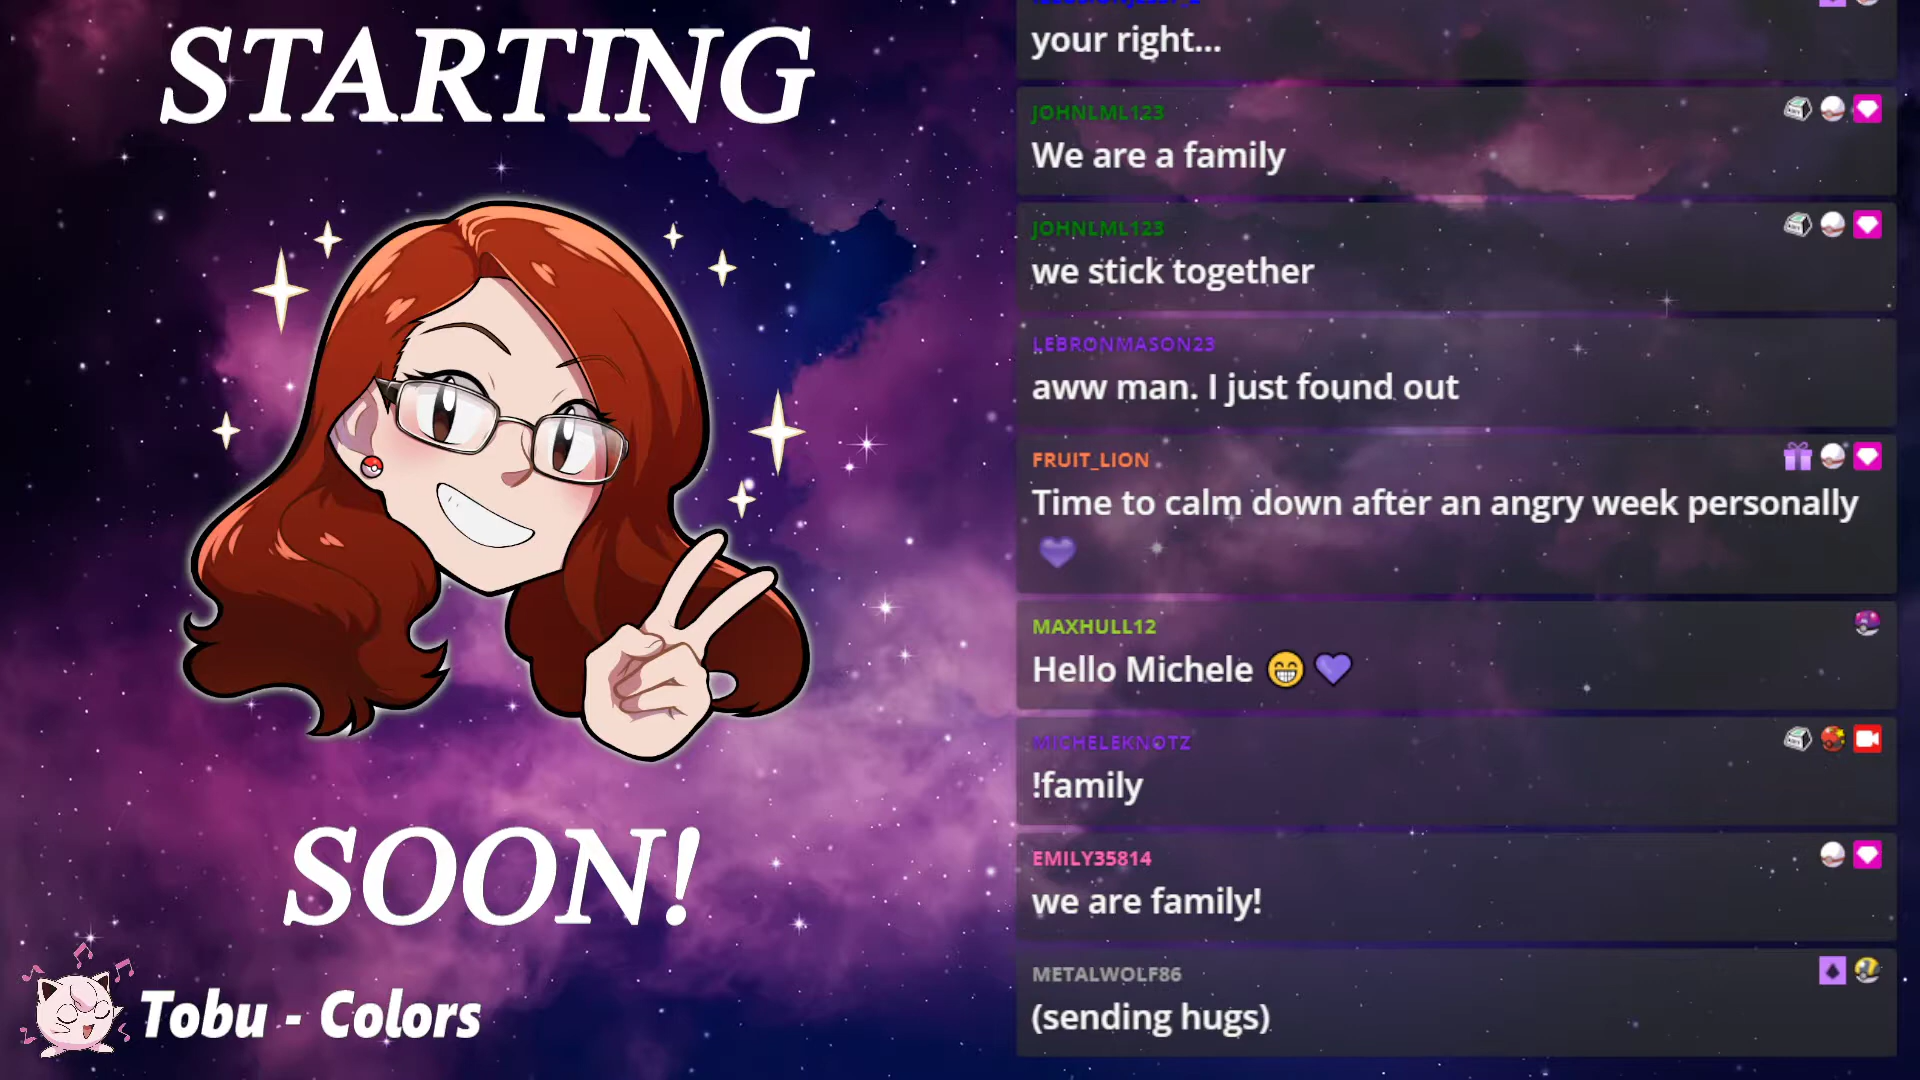 STARTING
SOON!
Tobu - Colors
your right...
JOHNLML123
We are a family
JOHNLML123
we stick together
LEBRONMASON23
aww man. I just found out
FRUIT_LION
Time to calm down after an angry week personally
💜
MAXHULL12
Hello Michele 😁 💜
MICHELEKNOTZ
!family
EMILY35814
we are family!
METALWOLF86
(sending hugs)